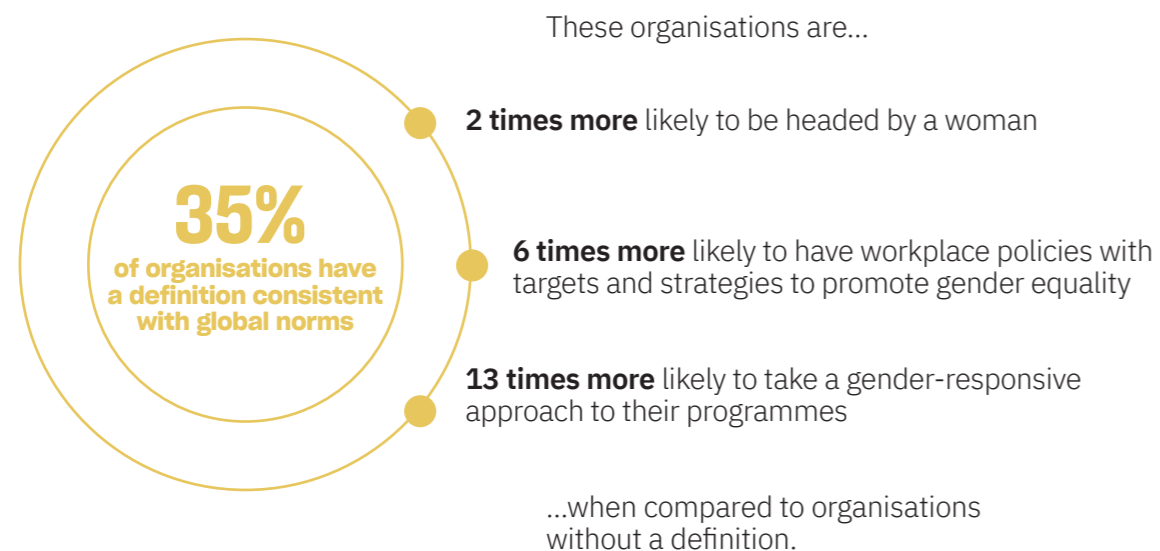 These organisations are...
2 times more likely to be headed by a woman
35%
of organisations have
a definition consistent
with global norms
6 times more likely to have workplace policies with
targets and strategies to promote gender equality
13 times more likely to take a gender-responsive
approach to their programmes
...when compared to organisations
without a definition.